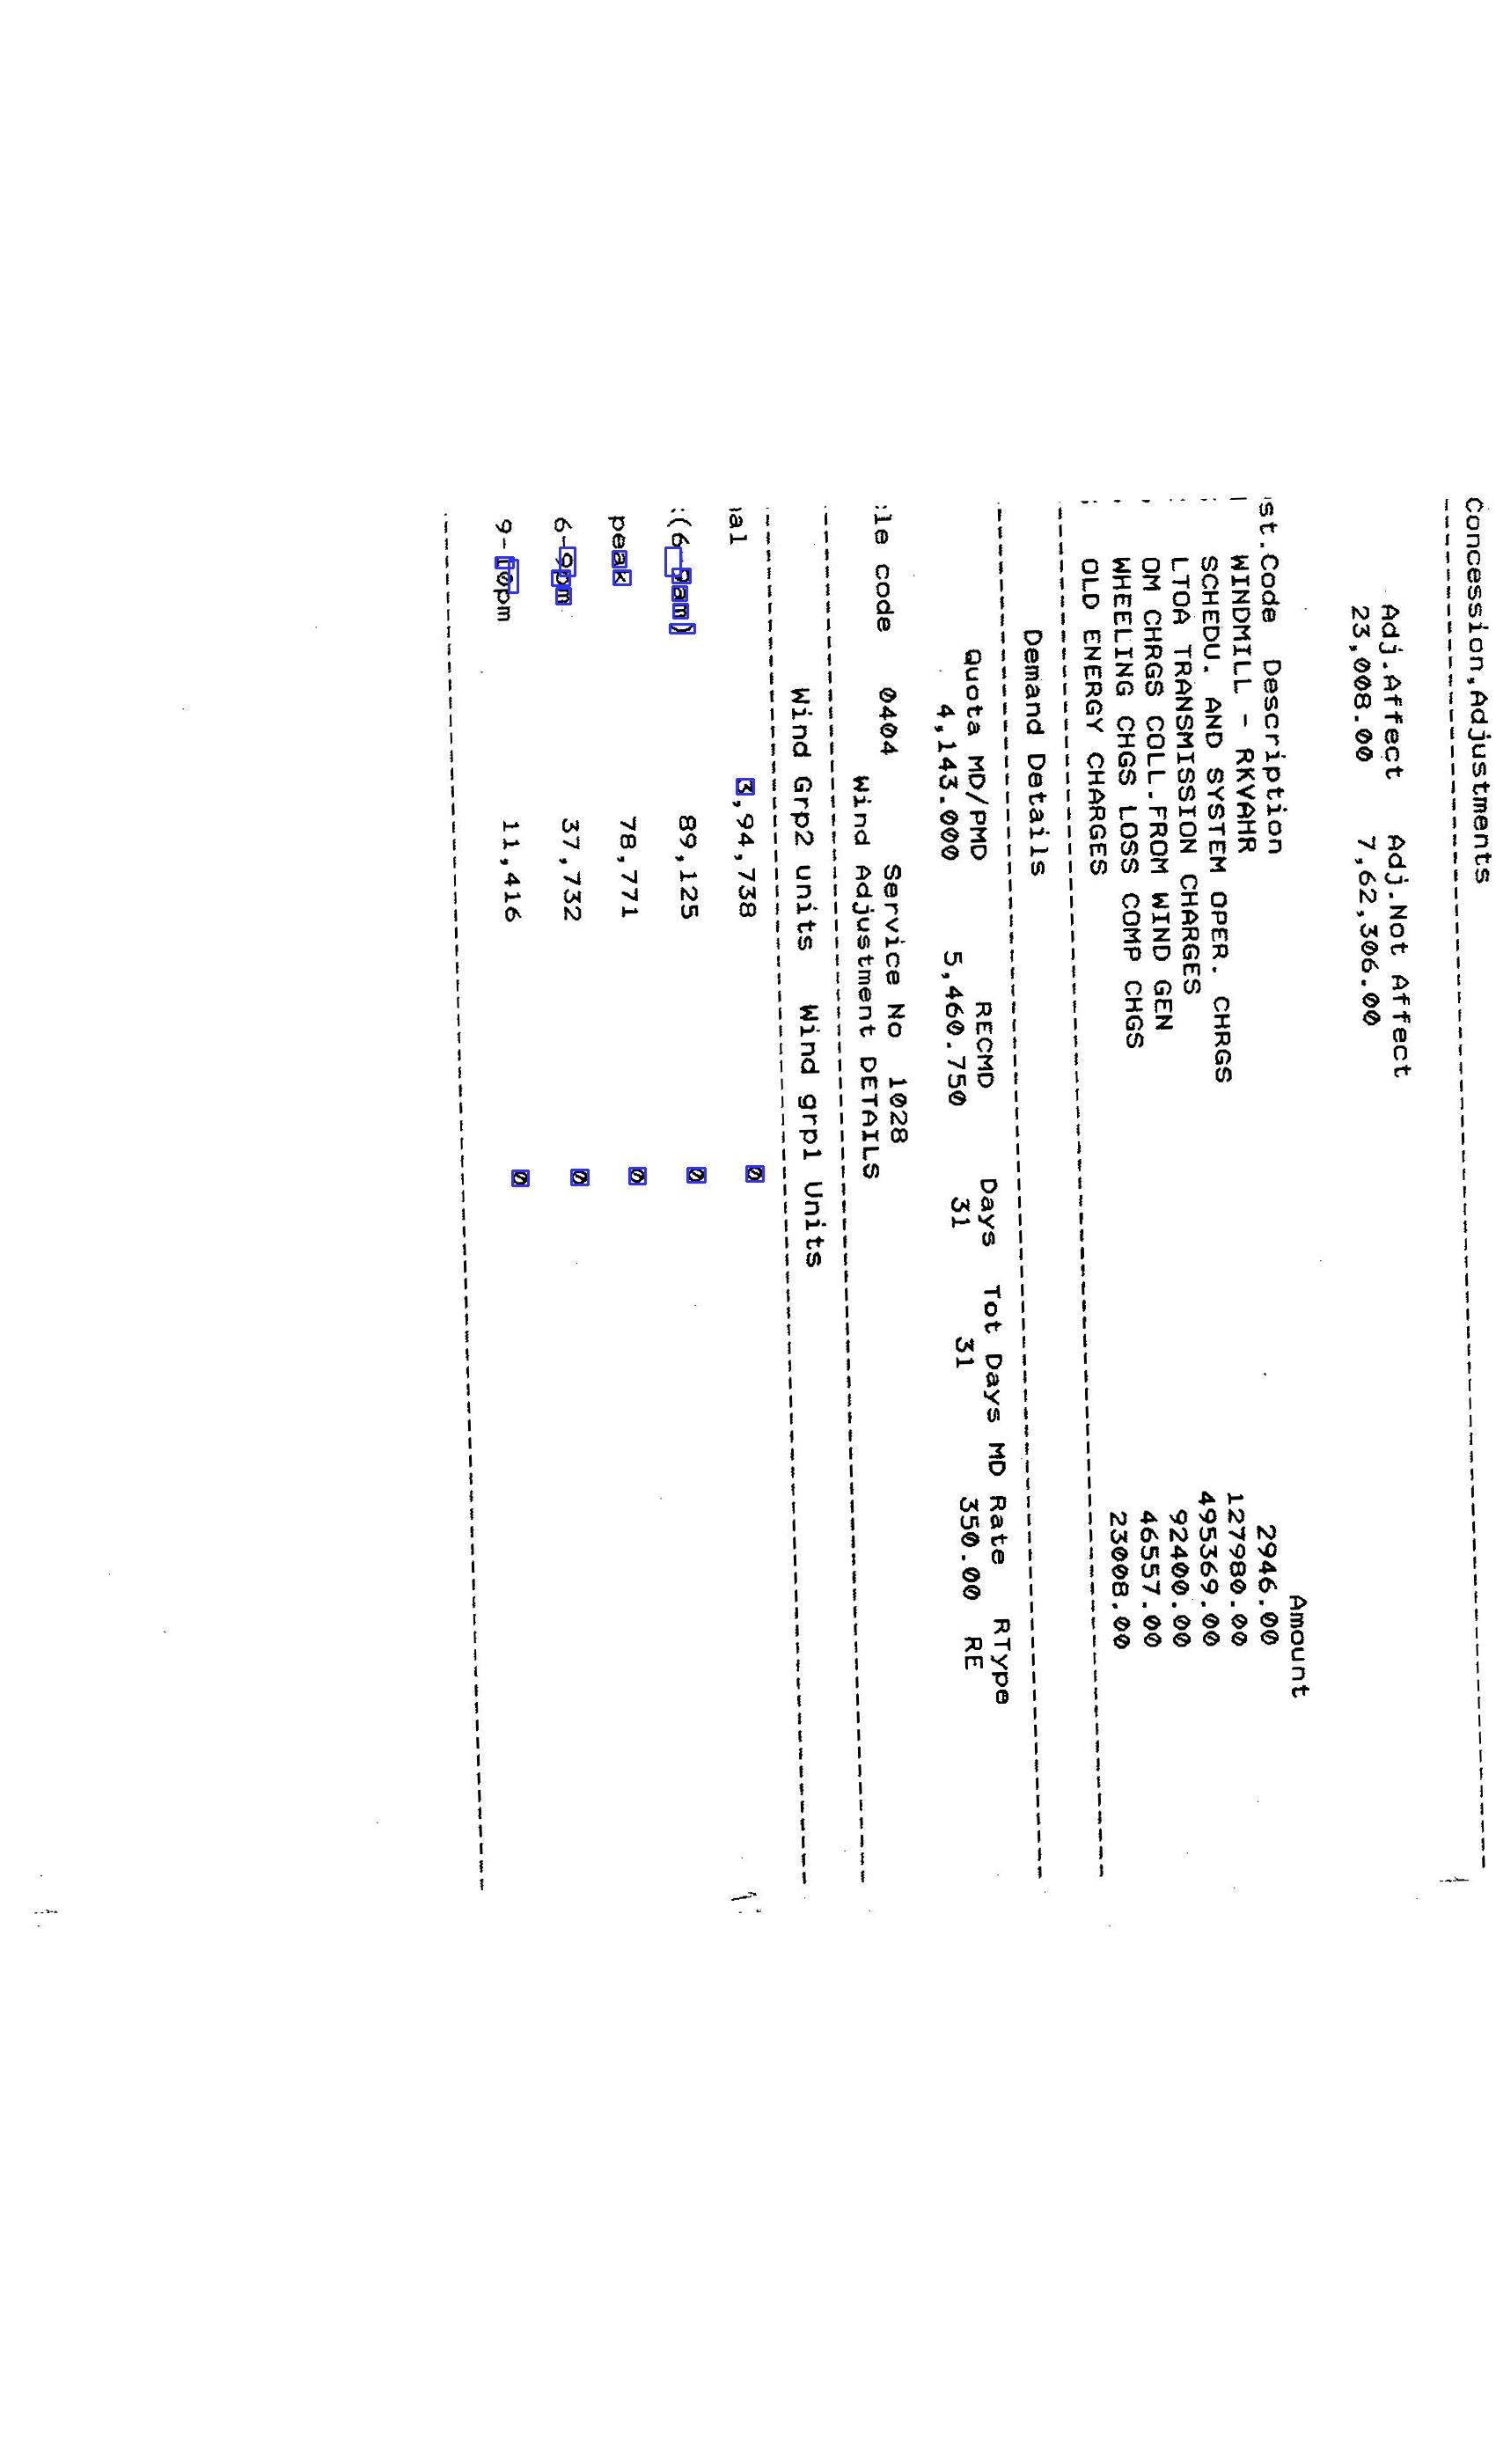 Concession,Adjustments
Adj.Affect Adj.Not Affect
23,008.00 7,62,306.00
st.Code Description Amount
WINDMILL - RKVAHR 2946.00
SCHEDU. AND SYSTEM OPER. CHRGS 127980.00
LTOA TRANSMISSION CHARGES 495369.00
OM CHRGS COLL.FROM WIND GEN 92400.00
WHEELING CHGS LOSS COMP CHGS 46557.00
OLD ENERGY CHARGES 23008.00
Demand Details
Quota MD/PMD RECMD Days Tot Days MD Rate RType
4,143.000 5,460.750 31 31 350.00 RE
le code 0404 Service No 1028
Wind Adjustment DETAILS
Wind Grp2 units Wind grp1 Units
al 3,94,738 0
:(6-9am) 89,125 0
peak 78,771 0
6-9pm 37,732 0
9-10pm 11,416 0